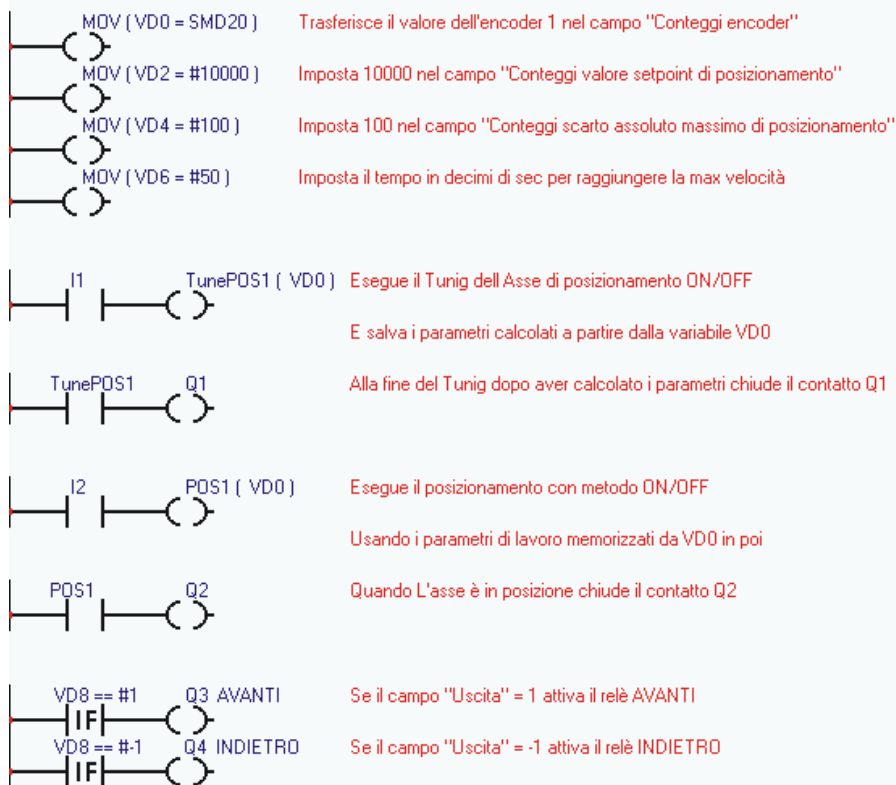 MOV ( VD0 = SMD20 ) Trasferisce il valore dell'encoder 1 nel campo "Conteggi encoder"
MOV ( VD2 = #10000 ) Imposta 10000 nel campo "Conteggi valore setpoint di posizionamento"
MOV ( VD4 = #100 ) Imposta 100 nel campo "Conteggi scarto assoluto massimo di posizionamento"
MOV ( VD6 = #50 ) Imposta il tempo in decimi di sec per raggiungere la max velocità
I1 TunePOS1 ( VD0 ) Esegue il Tunig dell Asse di posizionamento ON/OFF
E salva i parametri calcolati a partire dalla variabile VD0
TunePOS1 Q1 Alla fine del Tunig dopo aver calcolato i parametri chiude il contatto Q1
I2 POS1 ( VD0 ) Esegue il posizionamento con metodo ON/OFF
Usando i parametri di lavoro memorizzati da VD0 in poi
POS1 Q2 Quando L'asse è in posizione chiude il contatto Q2
VD8 == #1 Q3 AVANTI Se il campo "Uscita" = 1 attiva il relè AVANTI
IF
VD8 == #-1 Q4 INDIETRO Se il campo "Uscita" = -1 attiva il relè INDIETRO
IF